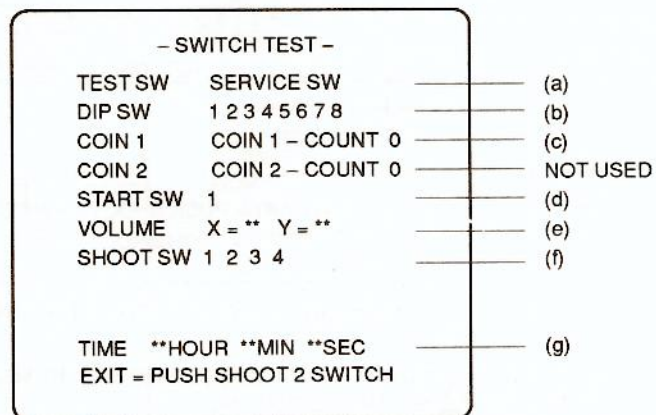 – SWITCH TEST –
TEST SW SERVICE SW (a)
DIP SW 1 2 3 4 5 6 7 8 (b)
COIN 1 COIN 1 – COUNT 0 (c)
COIN 2 COIN 2 – COUNT 0 NOT USED
START SW 1 (d)
VOLUME X = ** Y = ** (e)
SHOOT SW 1 2 3 4 (f)
TIME **HOUR **MIN **SEC (g)
EXIT = PUSH SHOOT 2 SWITCH